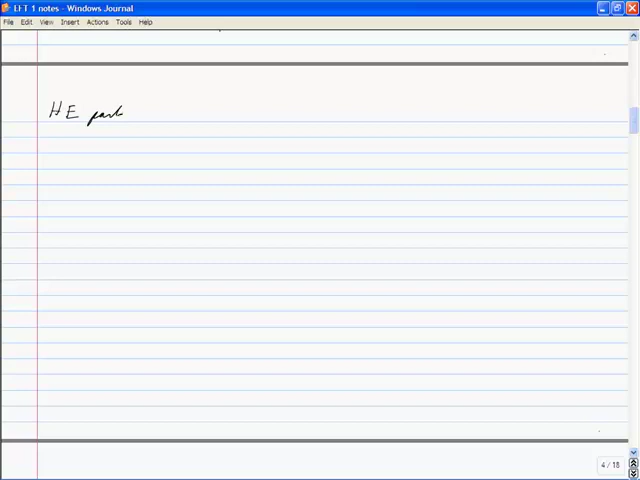 EFT 1 notes - Windows Journal
File Edit View Insert Actions Tools Help
HE part
4 / 18